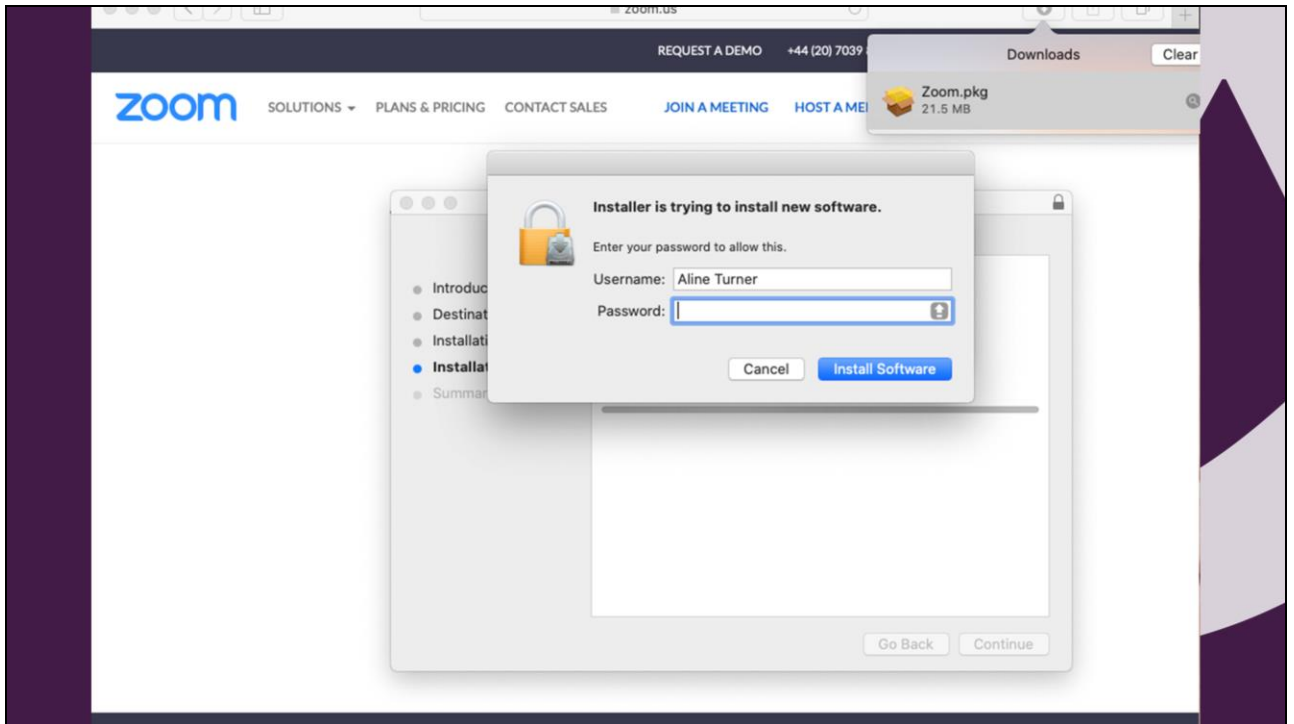 zoom.us
REQUEST A DEMO +44 (20) 7039
Downloads Clear
Zoom.pkg
21.5 MB
zoom SOLUTIONS PLANS & PRICING CONTACT SALES JOIN A MEETING HOST A MEE
Installer is trying to install new software.
Enter your password to allow this.
Username: Aline Turner
Password:
Cancel Install Software
Introduc
Destinat
Installati
Installat
Summar
Go Back Continue